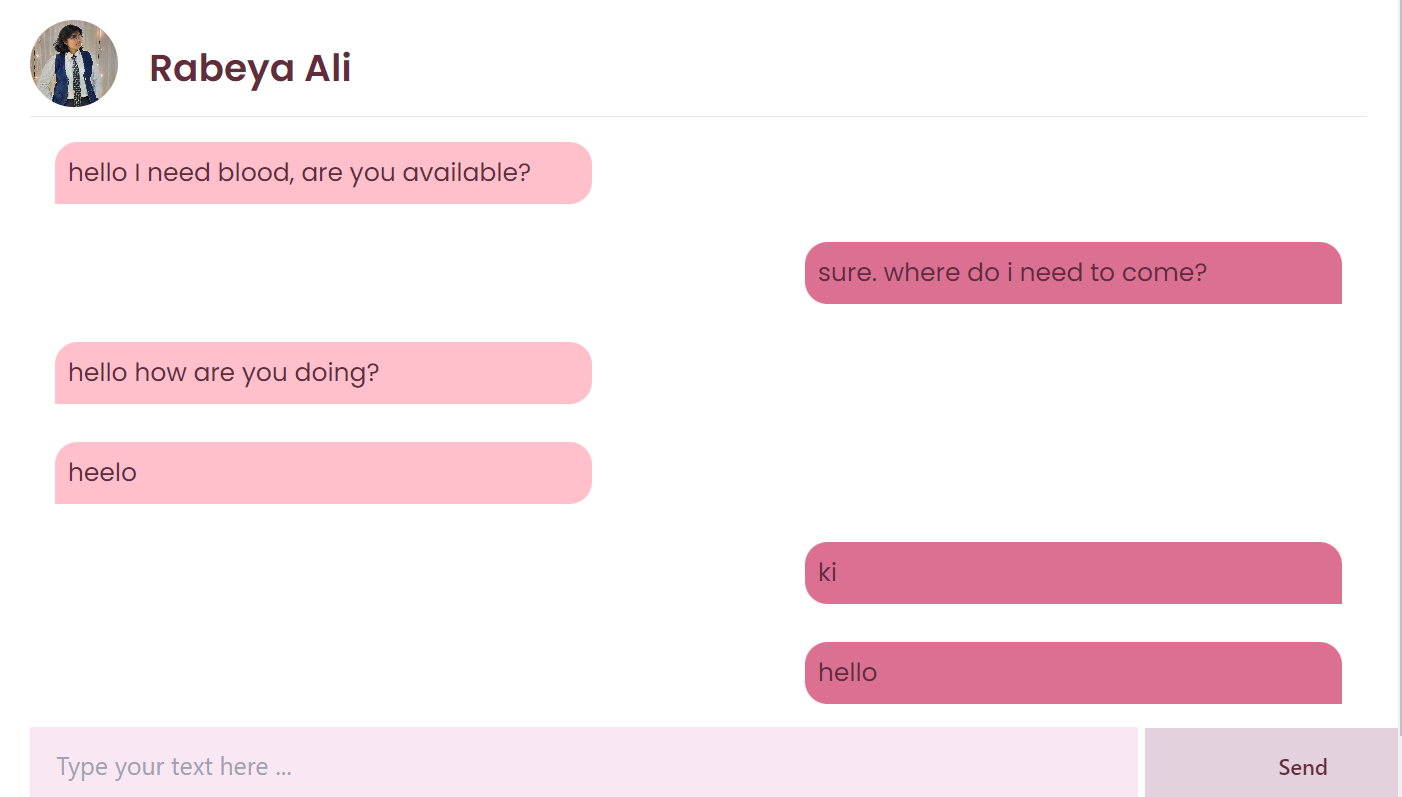 Rabeya Ali
hello I need blood, are you available?
sure. where do i need to come?
hello how are you doing?
heelo
ki
hello
Type your text here ...
Send